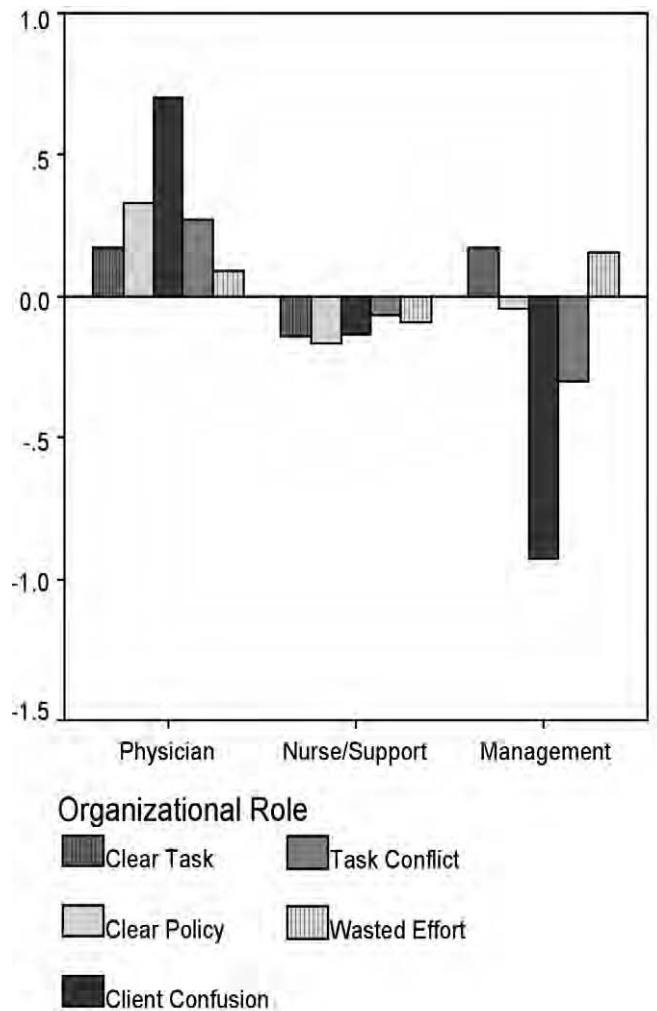 1.0
.5
0.0
-.5
-1.0
-1.5
Physician Nurse/Support Management
Organizational Role
Clear Task Task Conflict
Clear Policy Wasted Effort
Client Confusion